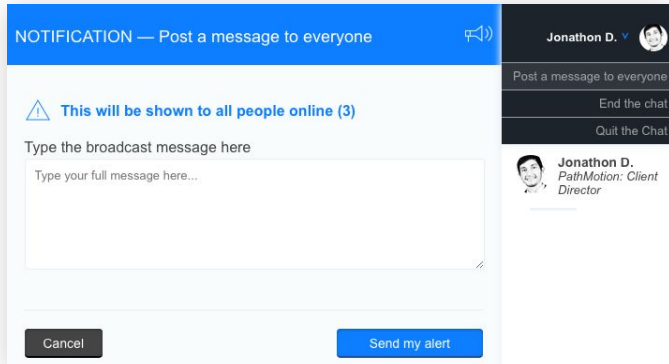 NOTIFICATION — Post a message to everyone
This will be shown to all people online (3)
Type the broadcast message here
Type your full message here...
Cancel
Send my alert
Jonathon D.
Post a message to everyone
End the chat
Quit the Chat
Jonathon D.
PathMotion: Client
Director